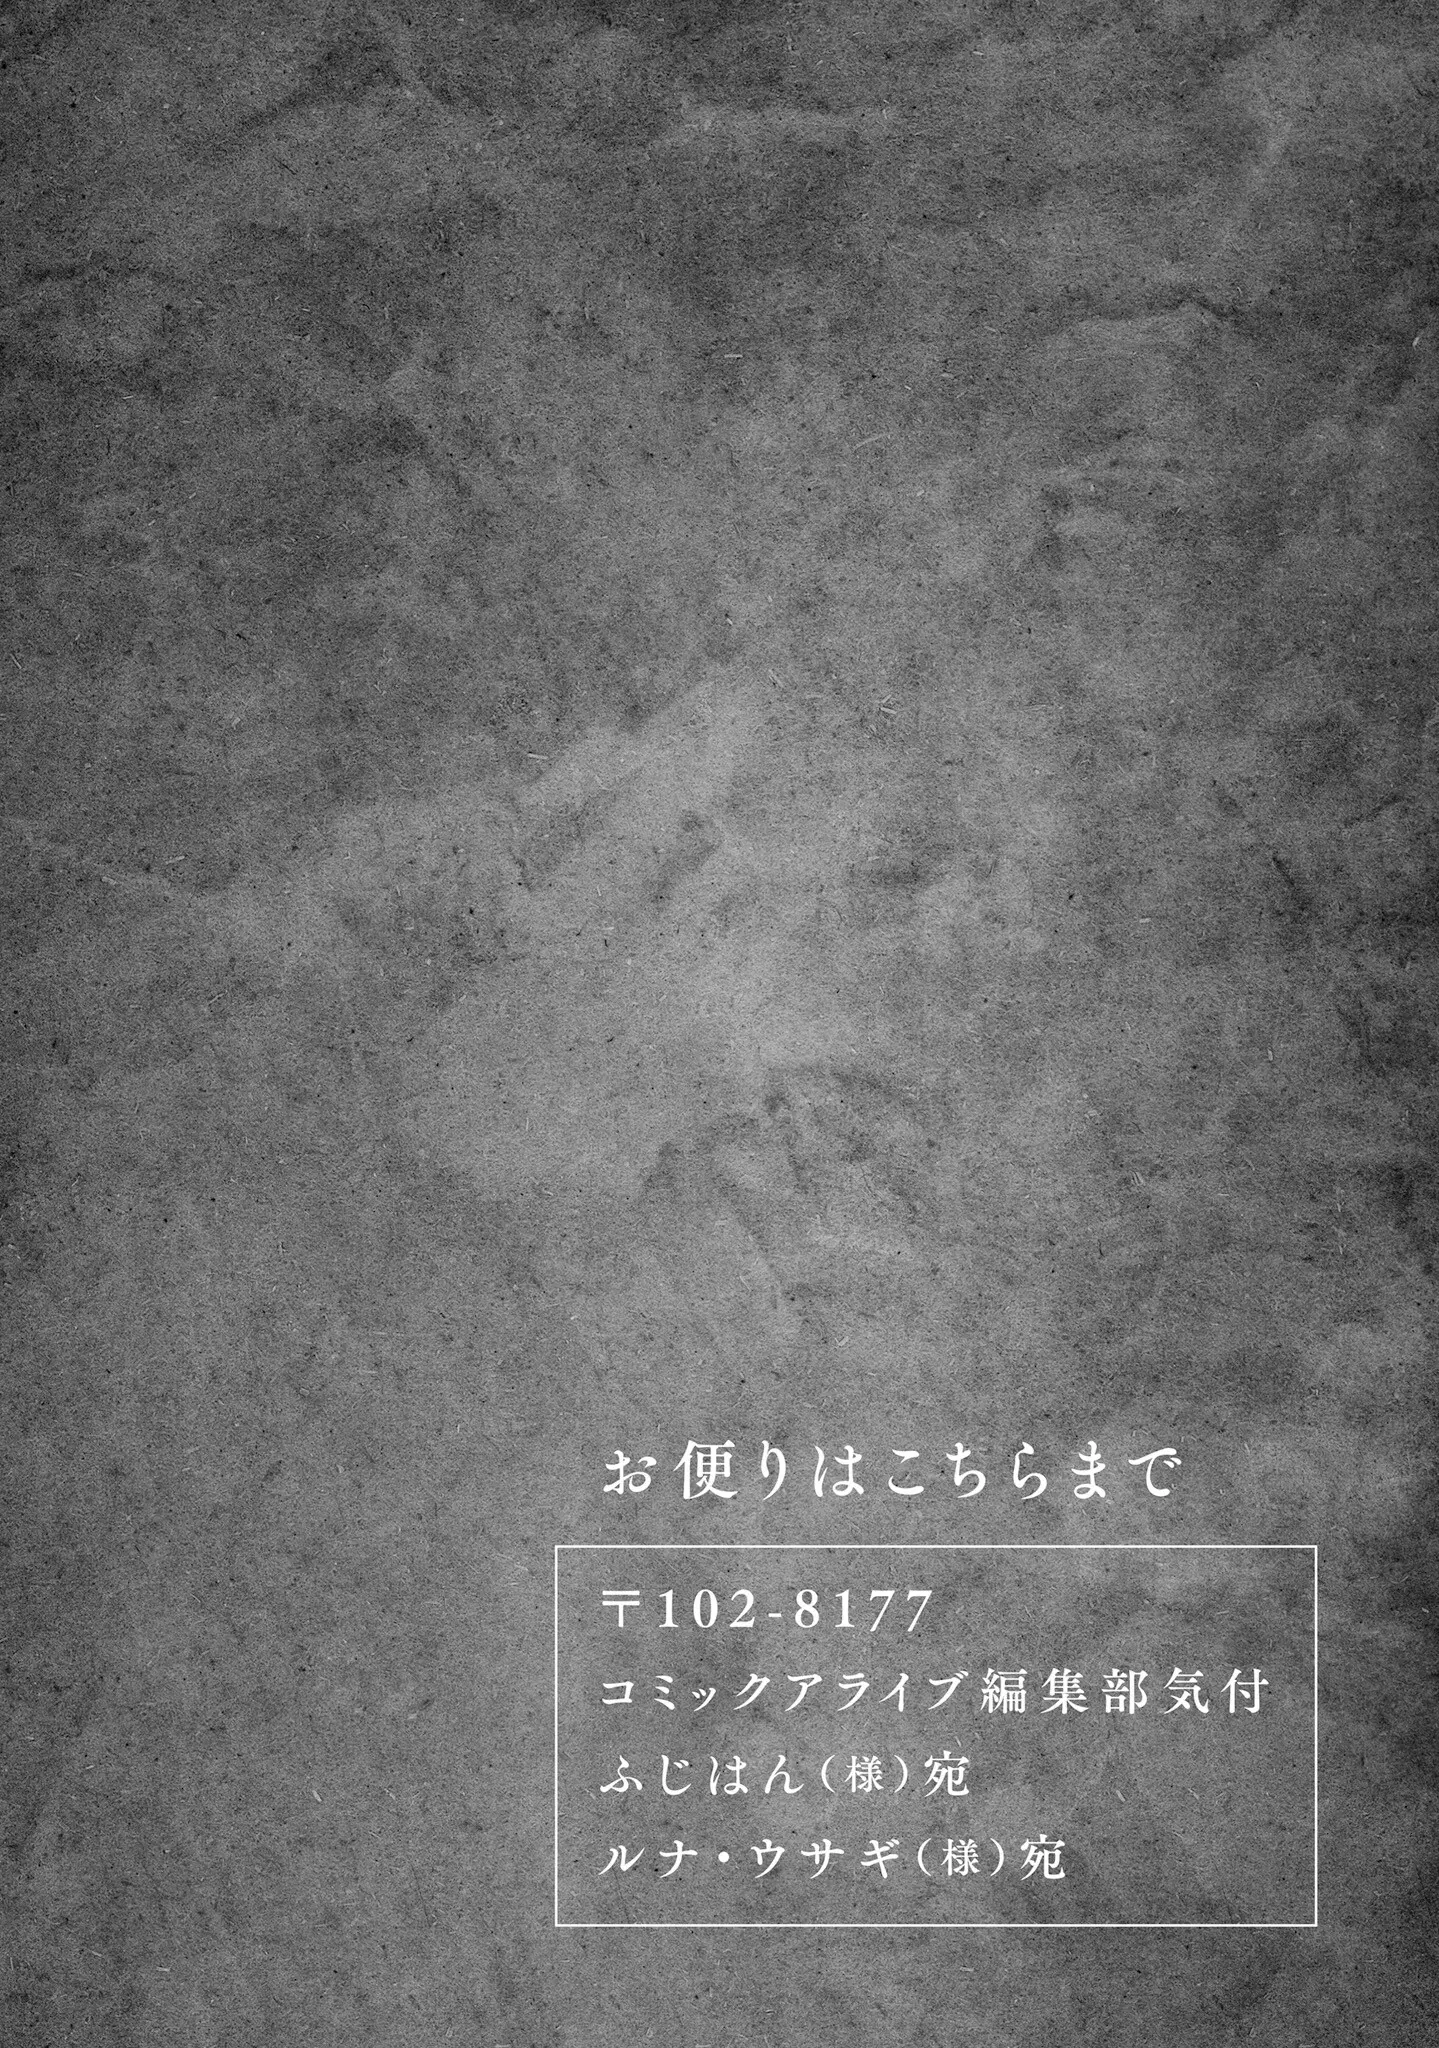 お便りはこちらまで
〒102-8177
コミックアライブ編集部気付
ふじはん（様）宛
ルナ・ウサギ（様）宛